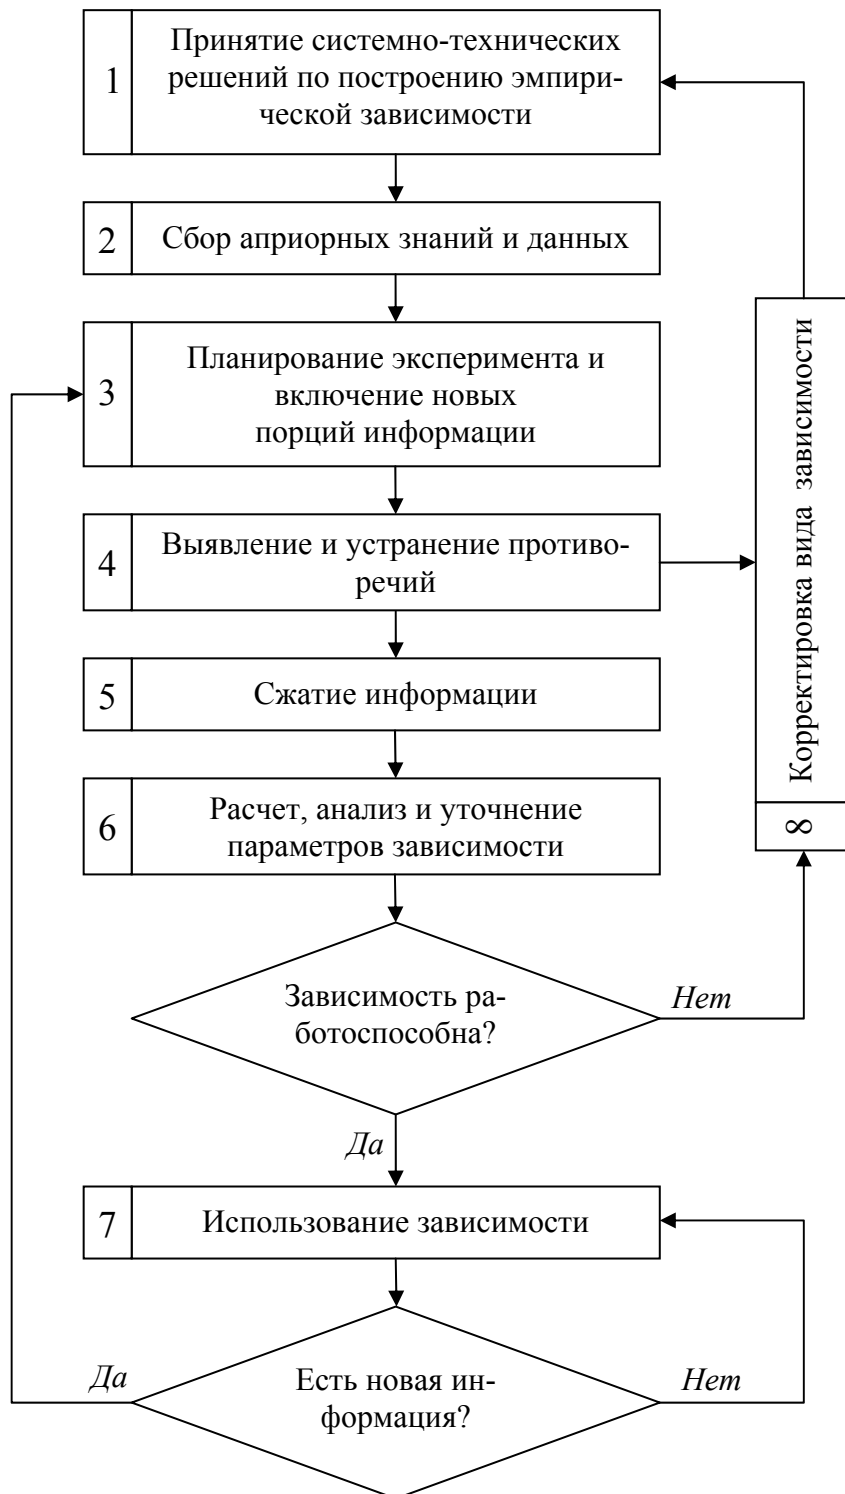 1
Принятие системно-технических
решений по построению эмпири-
ческой зависимости
2
Сбор априорных знаний и данных
3
Планирование эксперимента и
включение новых
порций информации
4
Выявление и устранение противо-
речий
5
Сжатие информации
6
Расчет, анализ и уточнение
параметров зависимости
8
Корректировка вида зависимости
Зависимость ра-
ботоспособна?
Нет
Да
7
Использование зависимости
Да
Есть новая ин-
формация?
Нет